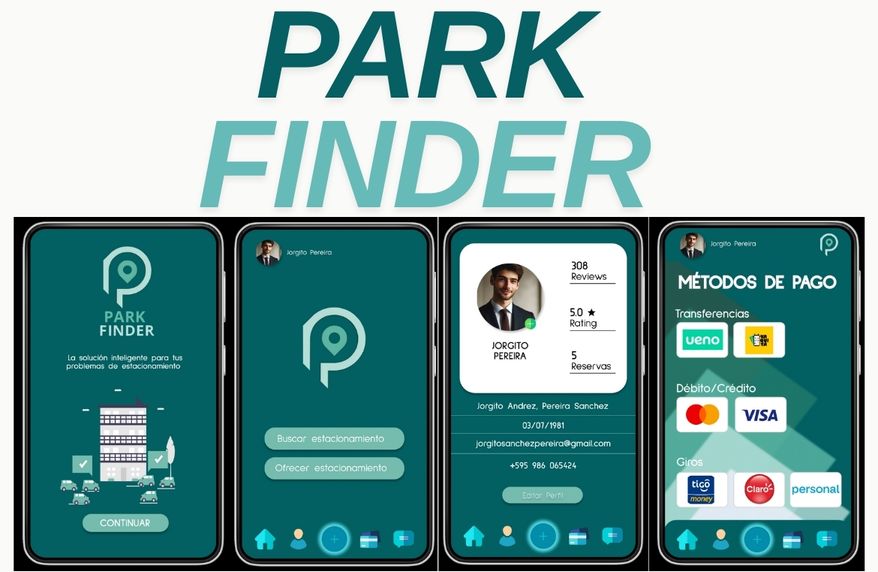 PARK
FINDER
PARK
FINDER
La solución inteligente para tus
problemas de estacionamiento
CONTINUAR
Jorgito Pereira
Buscar estacionamiento
Ofrecer estacionamiento
JORGITO
PEREIRA
308
Reviews
5.0 ★
Rating
5
Reservas
Jorgito Andrez, Pereira Sanchez
03/07/1981
jorgitosanchezpereira@gmail.com
+595 986 065424
Editar Perfil
Jorgito Pereira
MÉTODOS DE PAGO
Transferencias
ueno
Débito/Crédito
VISA
Giros
tigo
money
Claro
personal